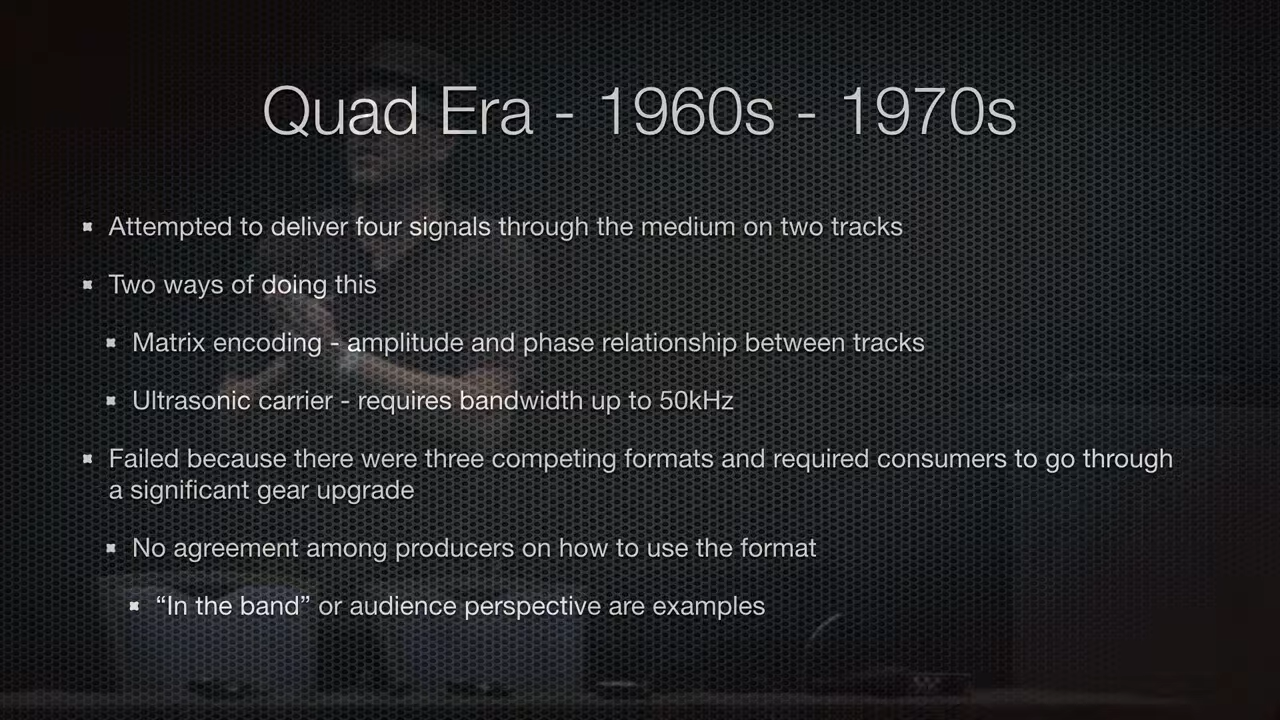 Quad Era - 1960s - 1970s
Attempted to deliver four signals through the medium on two tracks
Two ways of doing this
Matrix encoding - amplitude and phase relationship between tracks
Ultrasonic carrier - requires bandwidth up to 50kHz
Failed because there were three competing formats and required consumers to go through
a significant gear upgrade
No agreement among producers on how to use the format
“In the band” or audience perspective are examples